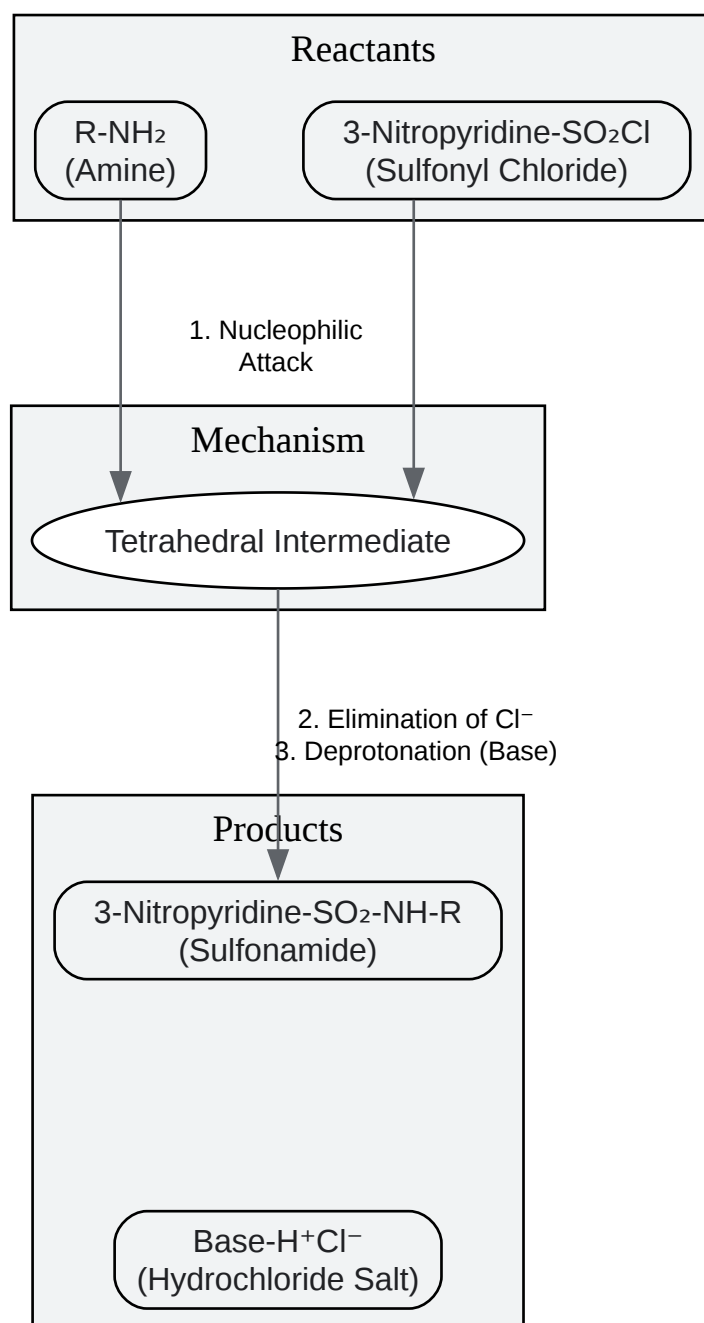 Reactants
R-NH₂
(Amine)
3-Nitropyridine-SO₂Cl
(Sulfonyl Chloride)
1. Nucleophilic
Attack
Mechanism
Tetrahedral Intermediate
2. Elimination of Cl⁻
3. Deprotonation (Base)
Products
3-Nitropyridine-SO₂-NH-R
(Sulfonamide)
Base-H⁺Cl⁻
(Hydrochloride Salt)